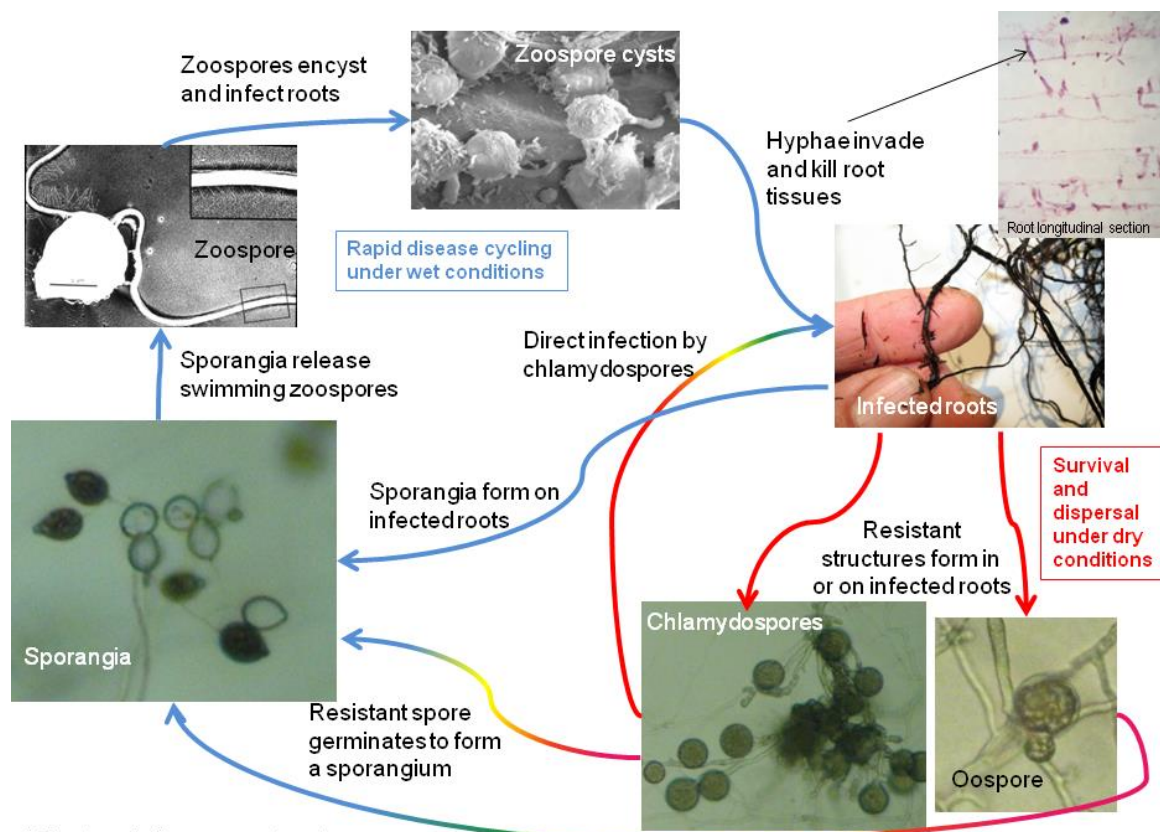 Zoospores encyst
and infect roots
Zoospore cysts
Hyphae invade
and kill root
tissues
Root longitudinal section
Zoospore
Rapid disease cycling
under wet conditions
Direct infection by
chlamydospores
Infected roots
Sporangia release
swimming zoospores
Sporangia form on
infected roots
Survival
and
dispersal
under dry
conditions
Resistant
structures form in
or on infected roots
Sporangia
Chlamydospores
Resistant spore
germinates to form
a sporangium
Oospore